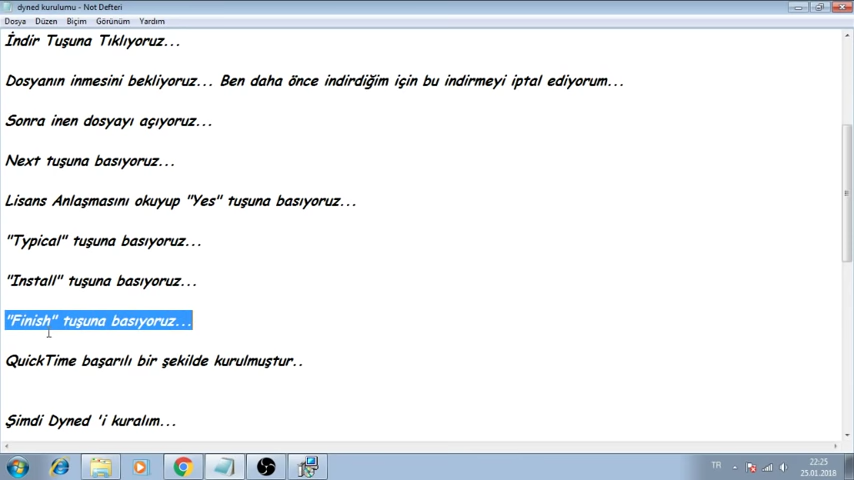 dyned kurulumu - Not Defteri
Dosya Düzen Biçim Görünüm Yardım
İndir Tuşuna Tıklıyoruz...
Dosyanın inmesini bekliyoruz... Ben daha önce indirdiğim için bu indirmeyi iptal ediyorum...
Sonra inen dosyayı açıyoruz...
Next tuşuna basıyoruz...
Lisans Anlaşmasını okuyup "Yes" tuşuna basıyoruz...
"Typical" tuşuna basıyoruz...
"Install" tuşuna basıyoruz...
"Finish" tuşuna basıyoruz...
QuickTime başarılı bir şekilde kurulmuştur..
Şimdi Dyned 'i kuralım...
TR
22:25
25.01.2018